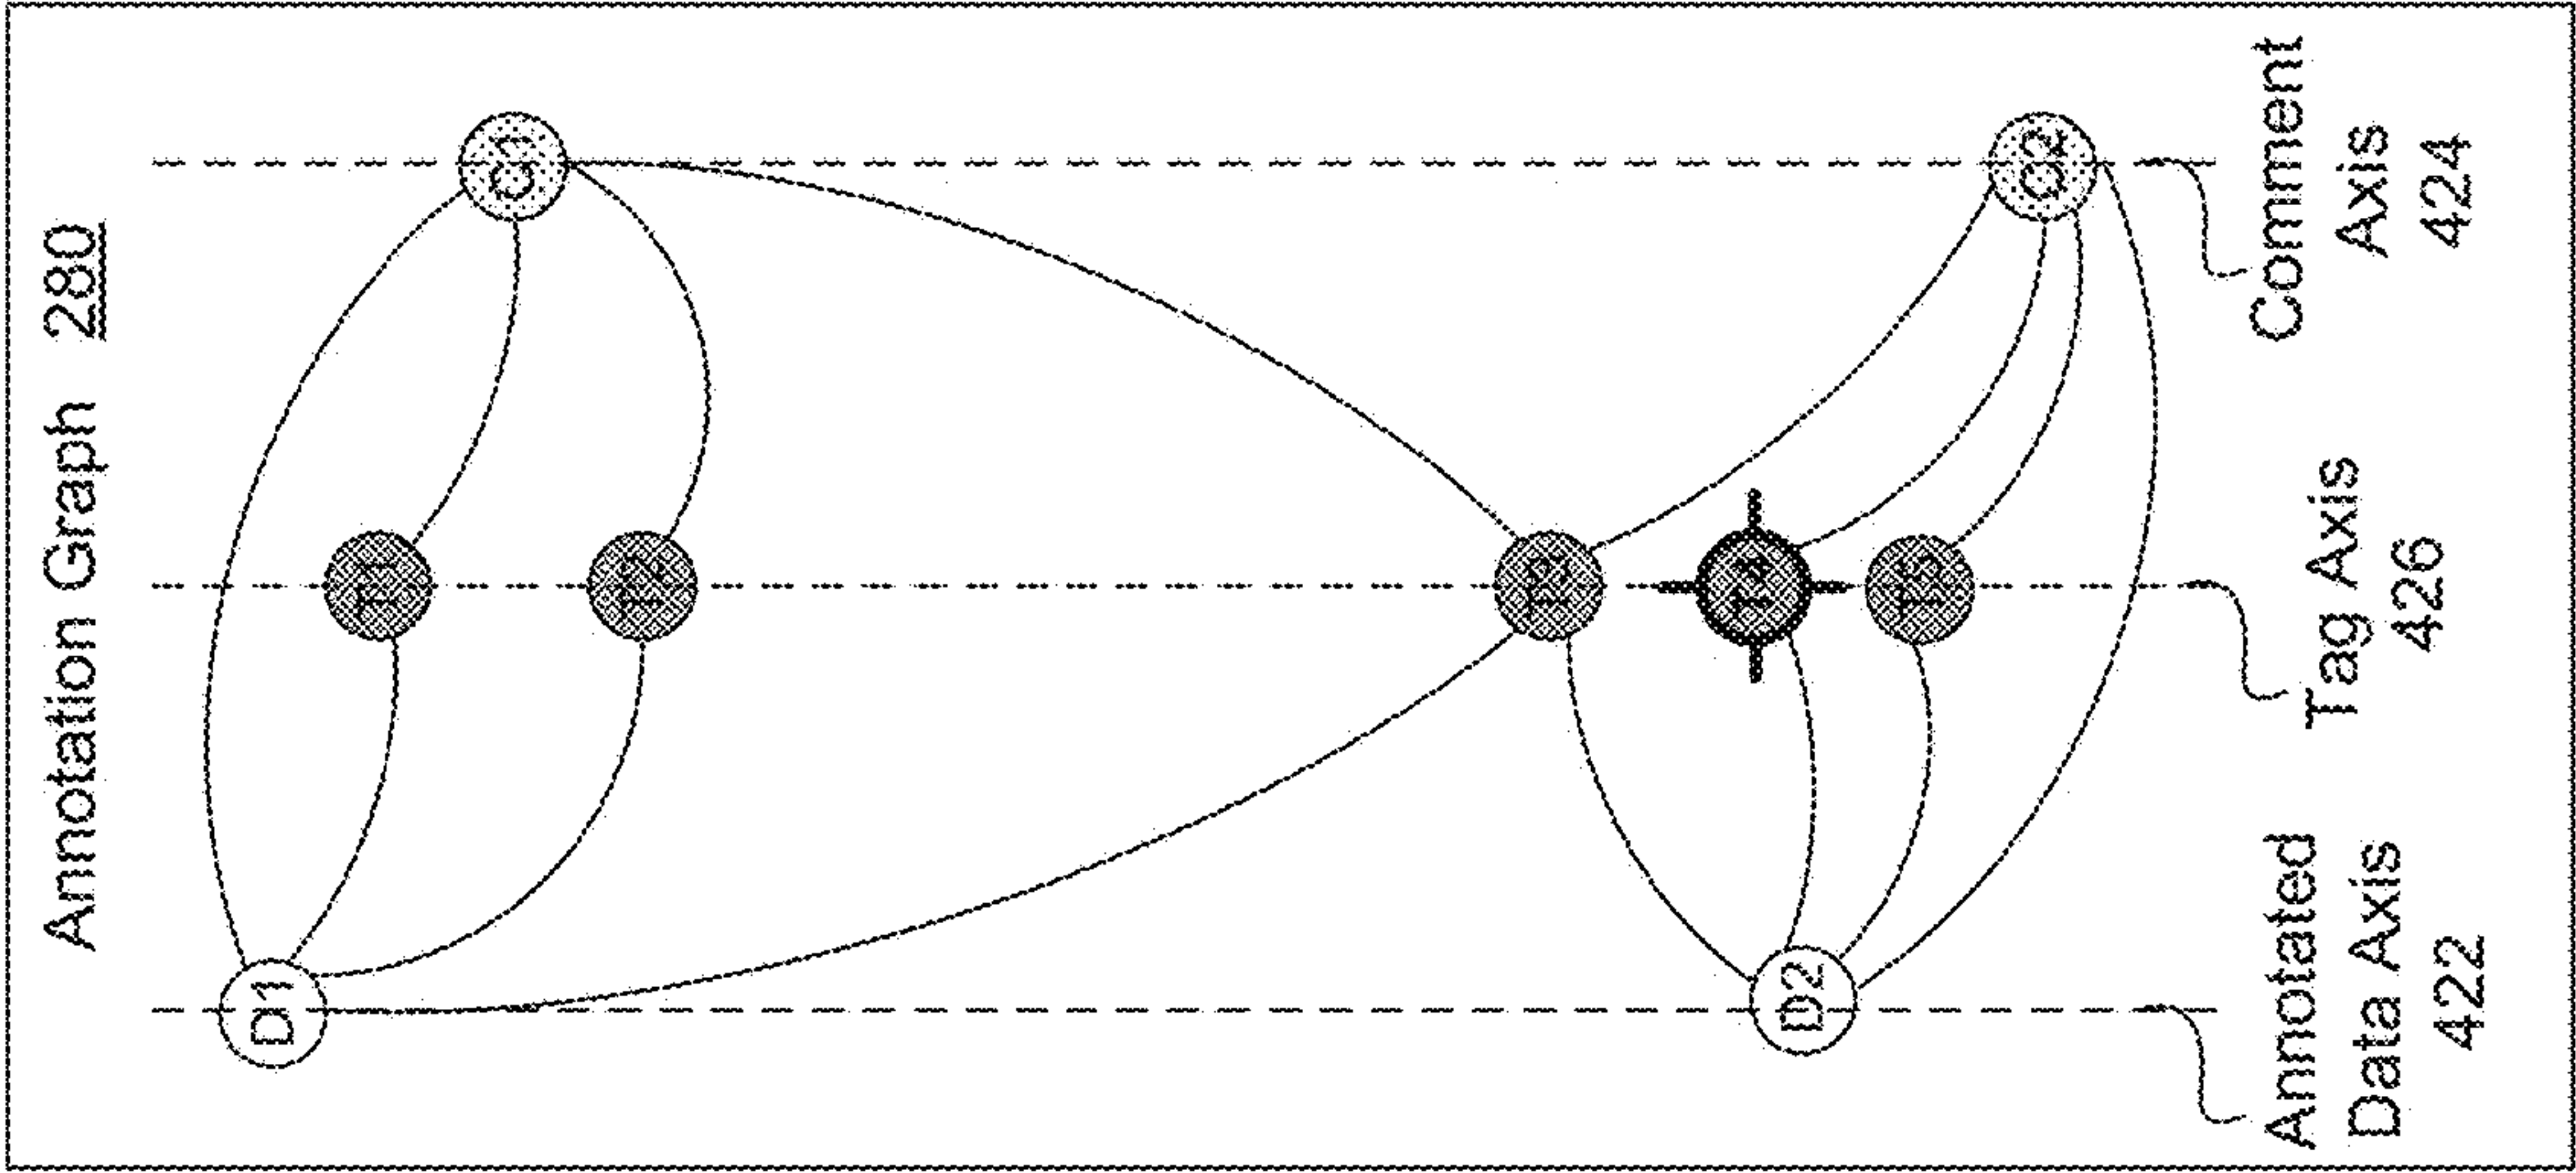 Annotation Graph 280
D1
C1
T1
T2
T3
T4
T5
D2
C2
Annotated
Data Axis
422
Tag Axis
426
Comment
Axis
424